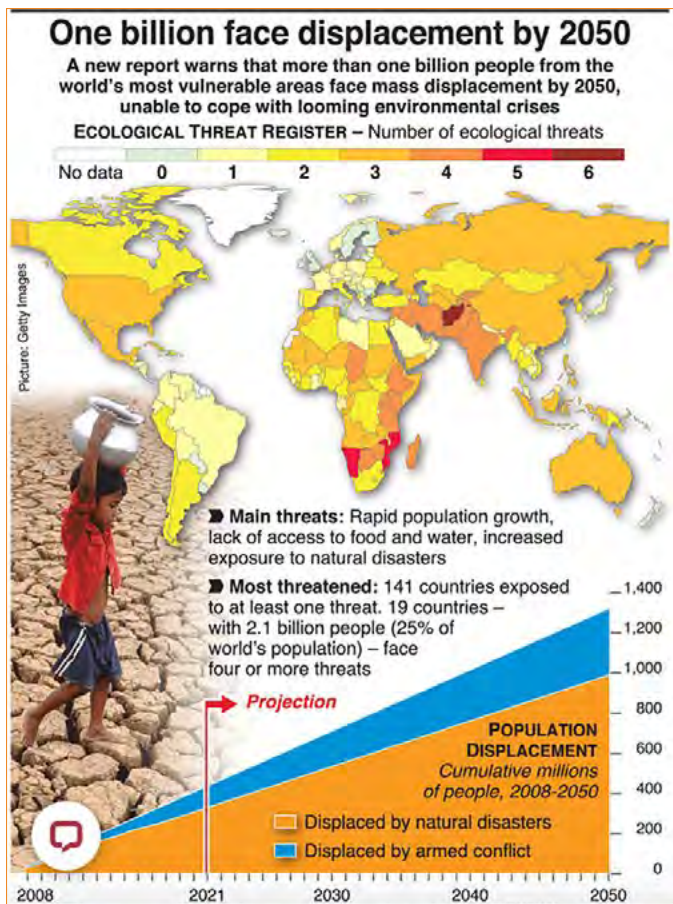 One billion face displacement by 2050
A new report warns that more than one billion people from the
world's most vulnerable areas face mass displacement by 2050,
unable to cope with looming environmental crises
ECOLOGICAL THREAT REGISTER – Number of ecological threats
No data 0 1 2 3 4 5 6
Picture: Getty Images
Main threats: Rapid population growth,
lack of access to food and water, increased
exposure to natural disasters
Most threatened: 141 countries exposed
to at least one threat. 19 countries –
with 2.1 billion people (25% of
world's population) – face
four or more threats
1,400
1,200
1,000
800
600
400
200
0
Projection
POPULATION
DISPLACEMENT
Cumulative millions
of people, 2008-2050
Displaced by natural disasters
Displaced by armed conflict
2008 2021 2030 2040 2050